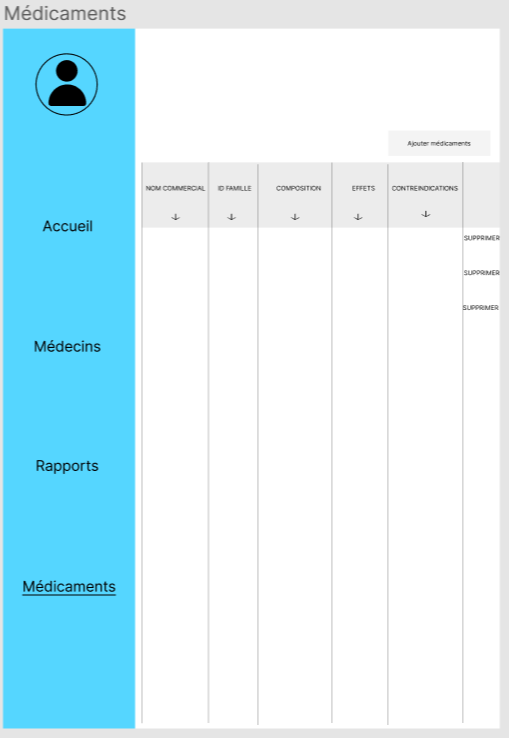 Médicaments
Ajouter médicaments
NOM COMMERCIAL ID FAMILLE COMPOSITION EFFETS CONTREINDICATIONS
Accueil
SUPPRIMER
SUPPRIMER
SUPPRIMER
Médecins
Rapports
Médicaments